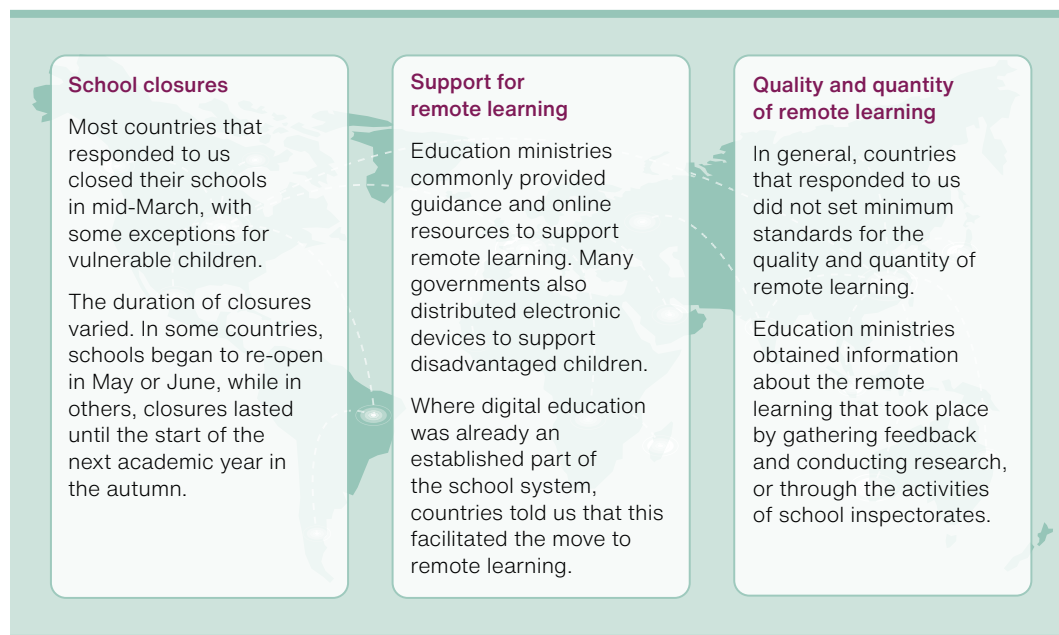 School closures
Most countries that
responded to us
closed their schools
in mid-March, with
some exceptions for
vulnerable children.
The duration of closures
varied. In some countries,
schools began to re-open
in May or June, while in
others, closures lasted
until the start of the
next academic year in
the autumn.
Support for
remote learning
Education ministries
commonly provided
guidance and online
resources to support
remote learning. Many
governments also
distributed electronic
devices to support
disadvantaged children.
Where digital education
was already an
established part of
the school system,
countries told us that this
facilitated the move to
remote learning.
Quality and quantity
of remote learning
In general, countries
that responded to us
did not set minimum
standards for the
quality and quantity of
remote learning.
Education ministries
obtained information
about the remote
learning that took place
by gathering feedback
and conducting research,
or through the activities
of school inspectorates.